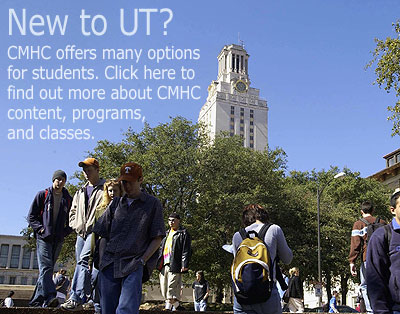 New to UT?
CMHC offers many options
for students. Click here to
find out more about CMHC
content, programs,
and classes.